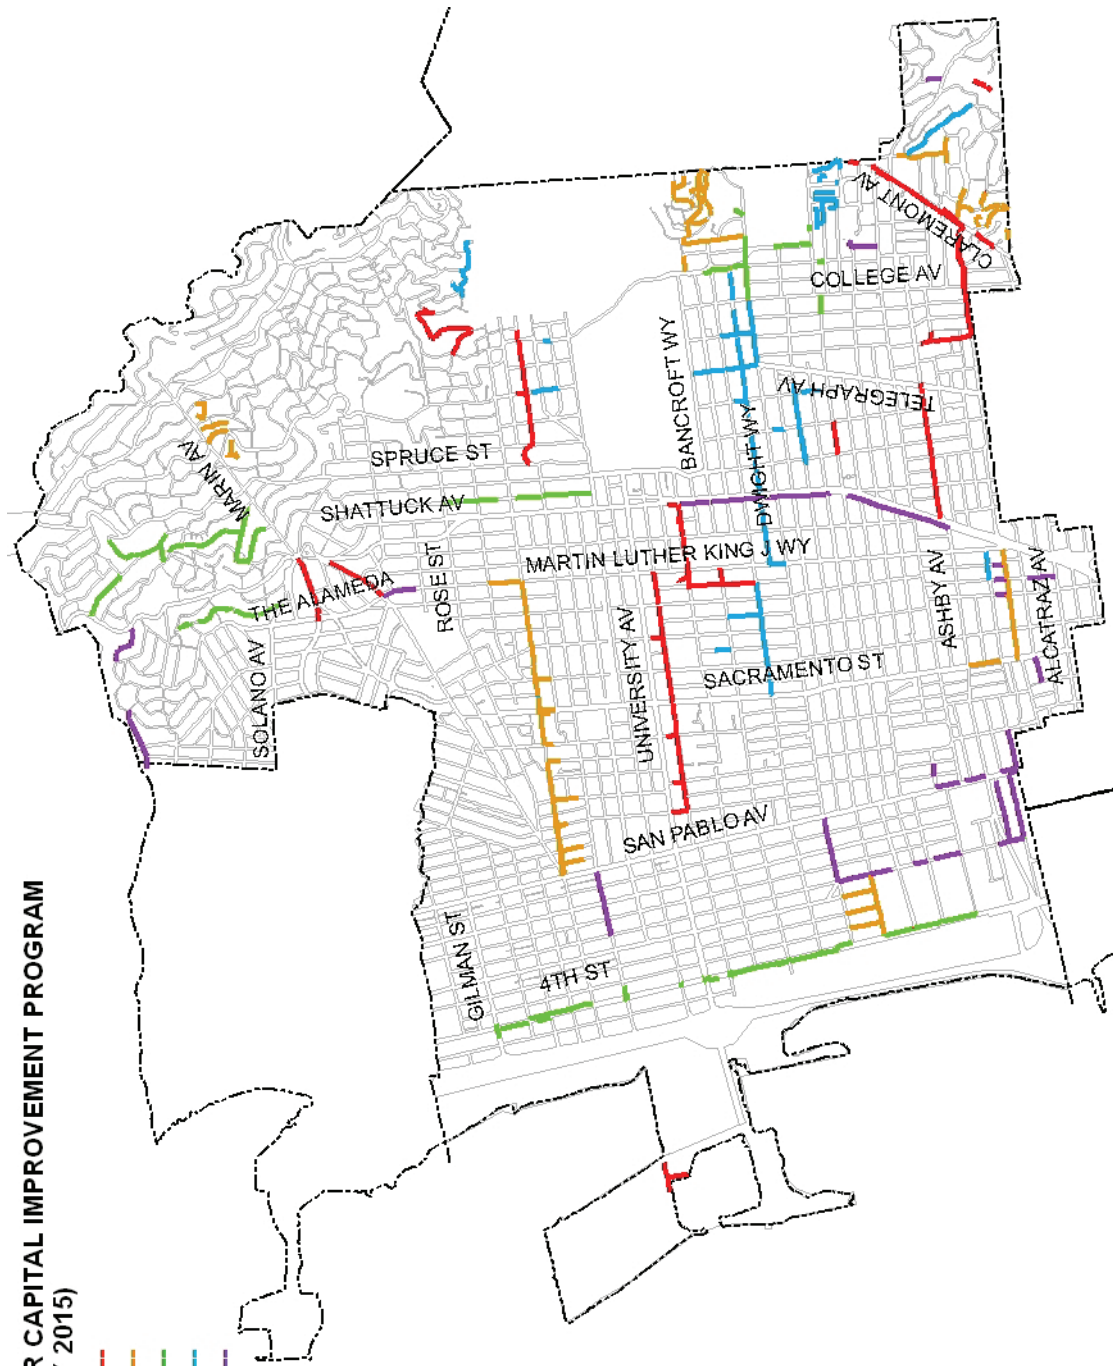 R CAPITAL IMPROVEMENT PROGRAM
2015)
CLAREMONT AV
COLLEGE AV
BANCROFT WY
TELEGRAPH AV
DWIGHT WY
SPRUCE ST
MARIN AV
SHATTUCK AV
MARTIN LUTHER KING J WY
THE ALAMEDA
ROSE ST
ASHBY AV
ALCATRAZ AV
UNIVERSITY AV
SACRAMENTO ST
SOLANO AV
SAN PABLO AV
GILMAN ST
4TH ST